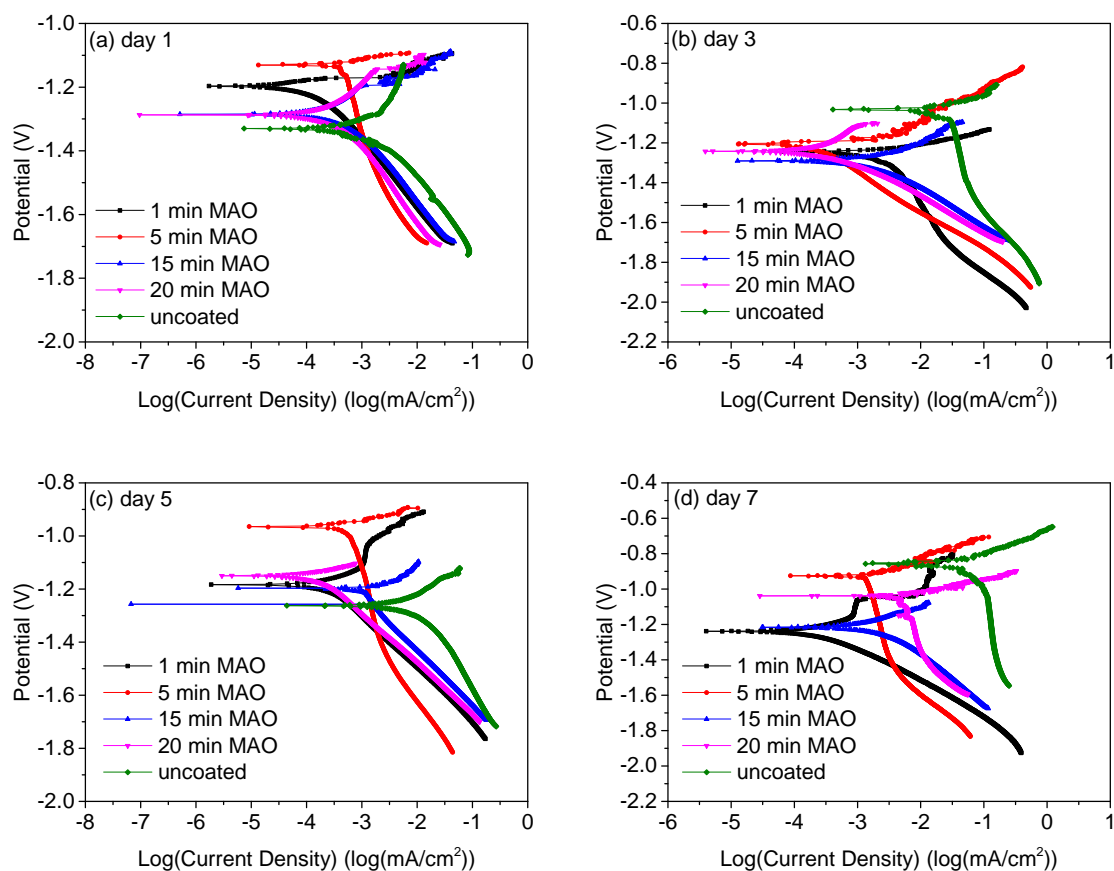 (a) day 1
-1.0
-1.2
-1.4
-1.6
-1.8
-2.0
Potential (V)
1 min MAO
5 min MAO
15 min MAO
20 min MAO
uncoated
-8 -7 -6 -5 -4 -3 -2 -1 0
Log(Current Density) (log(mA/cm²))
(b) day 3
-0.6
-0.8
-1.0
-1.2
-1.4
-1.6
-1.8
-2.0
-2.2
Potential (V)
1 min MAO
5 min MAO
15 min MAO
20 min MAO
uncoated
-6 -5 -4 -3 -2 -1 0 1
Log(Current Density) (log(mA/cm²))
(c) day 5
-0.8
-1.0
-1.2
-1.4
-1.6
-1.8
-2.0
Potential (V)
1 min MAO
5 min MAO
15 min MAO
20 min MAO
uncoated
-8 -7 -6 -5 -4 -3 -2 -1 0
Log(Current Density) (log(mA/cm²))
(d) day 7
-0.4
-0.6
-0.8
-1.0
-1.2
-1.4
-1.6
-1.8
-2.0
-2.2
Potential (V)
1 min MAO
5 min MAO
15 min MAO
20 min MAO
uncoated
-6 -5 -4 -3 -2 -1 0 1
Log(Current Density) (log(mA/cm²))